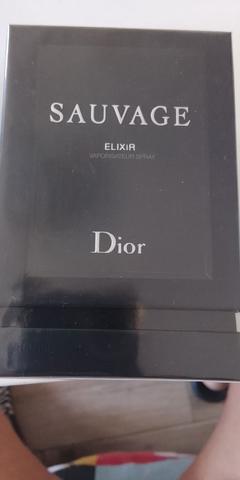 SAUVAGE
ELIXIR
VAPORISATEUR SPRAY
Dior